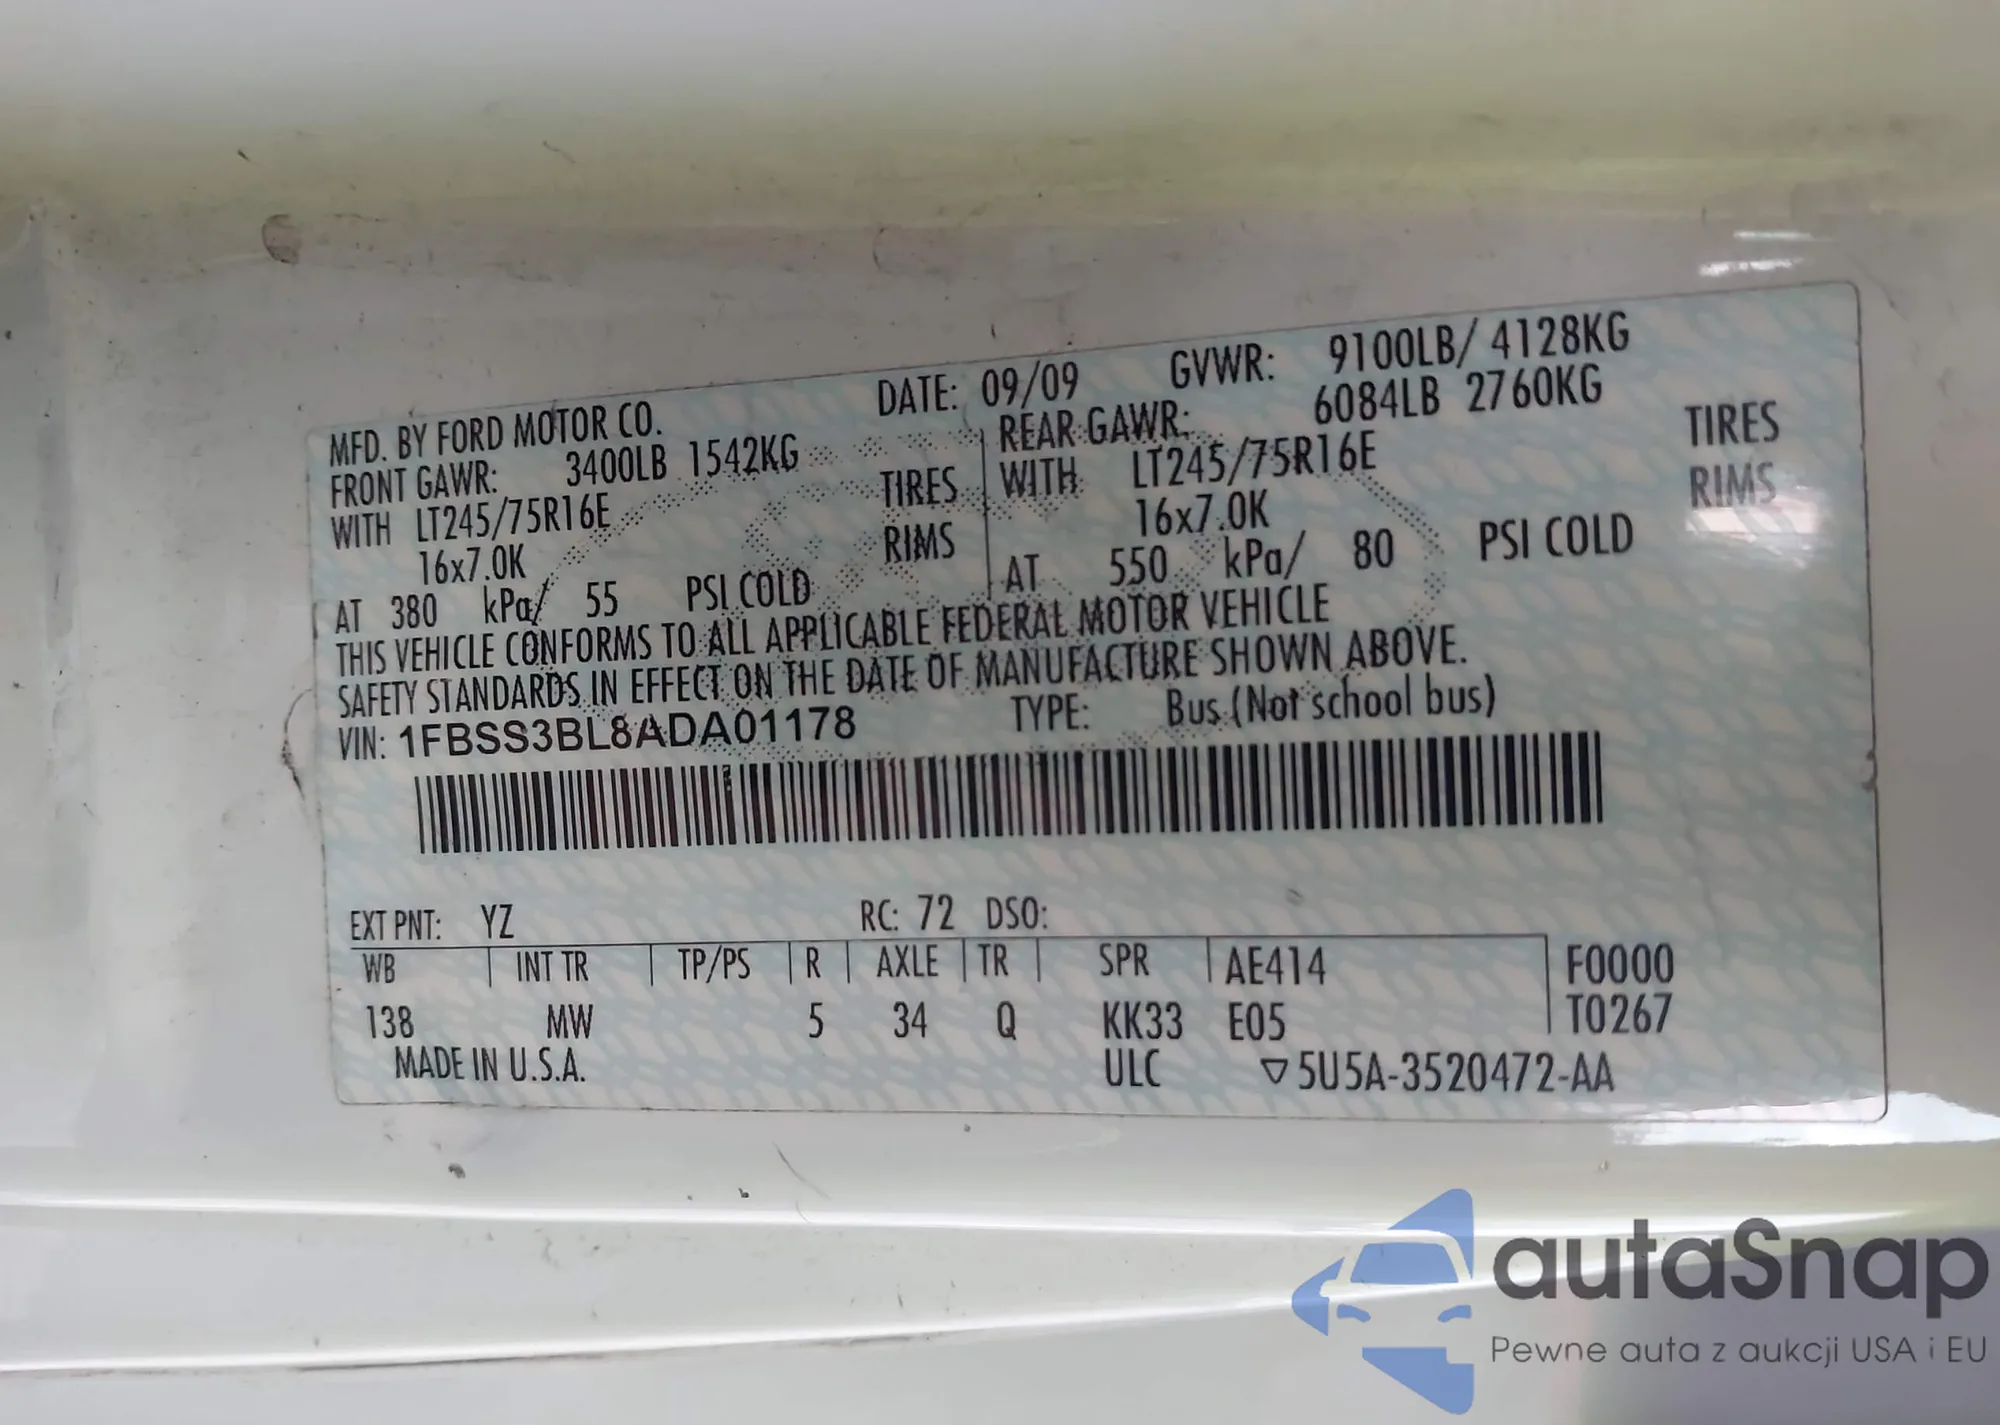 MFD. BY FORD MOTOR CO. DATE: 09/09 GVWR: 9100LB/ 4128KG
FRONT GAWR: 3400LB 1542KG REAR GAWR: 6084LB 2760KG
WITH LT245/75R16E TIRES WITH LT245/75R16E TIRES
16x7.0K RIMS 16x7.0K RIMS
AT 380 kPa/ 55 PSI COLD AT 550 kPa/ 80 PSI COLD
THIS VEHICLE CONFORMS TO ALL APPLICABLE FEDERAL MOTOR VEHICLE
SAFETY STANDARDS IN EFFECT ON THE DATE OF MANUFACTURE SHOWN ABOVE.
VIN: 1FBSS3BL8ADA01178 TYPE: Bus (Not school bus)
EXT PNT: YZ RC: 72 DSO:
WB INT TR TP/PS R AXLE TR SPR AE414 F0000
138 MW 5 34 Q KK33 E05 T0267
MADE IN U.S.A. ULC ▽5U5A-3520472-AA
autaSnap
Pewne auta z aukcji USA i EU